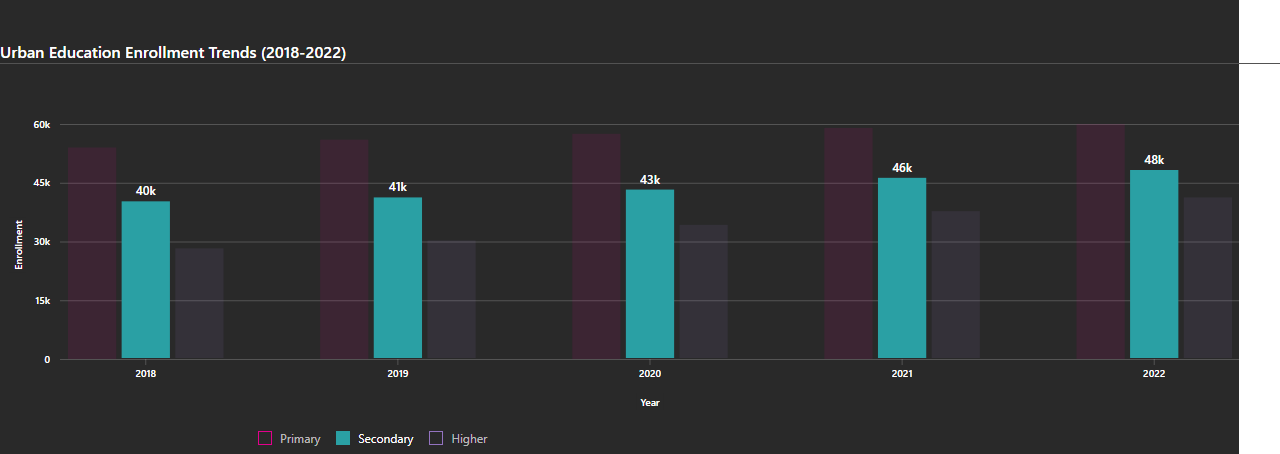 Urban Education Enrollment Trends (2018-2022)
60k
45k
30k
15k
0
Enrollment
40k
41k
43k
46k
48k
2018 2019 2020 2021 2022
Year
Primary Secondary Higher